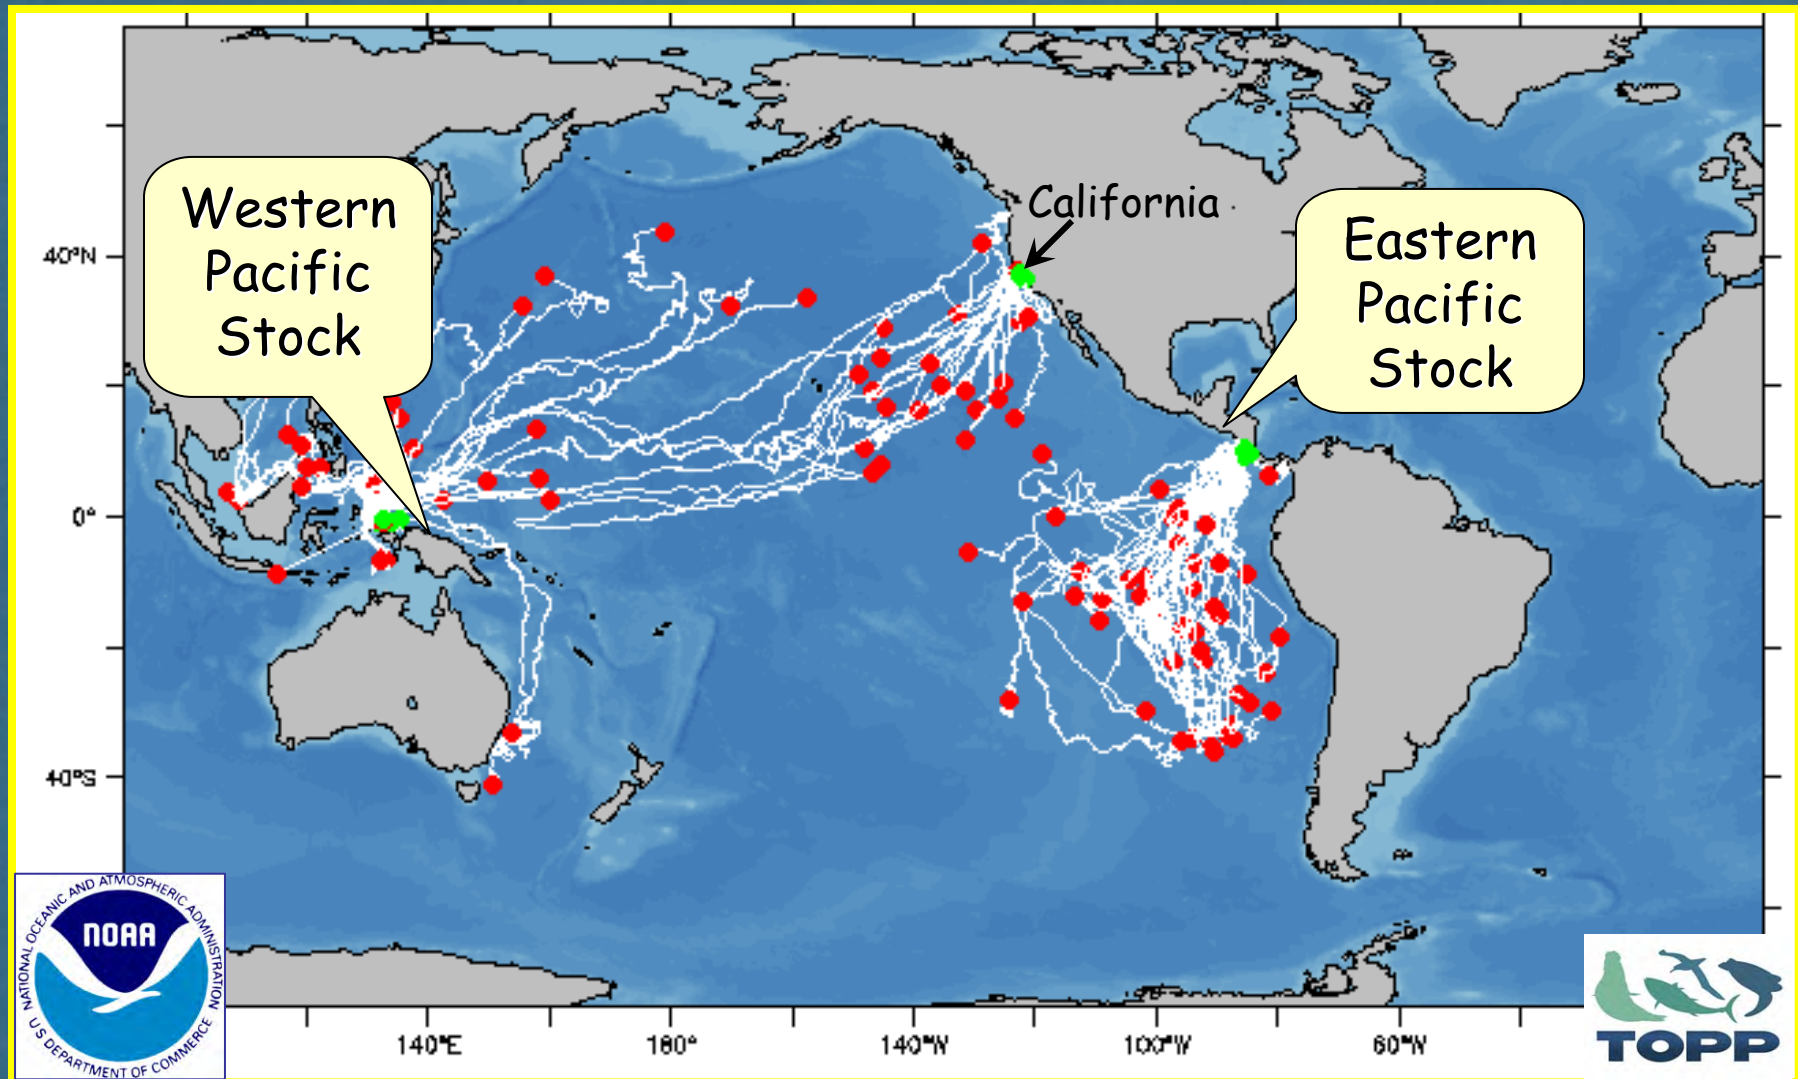 Western
Pacific
Stock
California
Eastern
Pacific
Stock
40°N
0°
40°S
140°E
180°
140°W
100°W
60°W
NATIONAL OCEANIC AND ATMOSPHERIC ADMINISTRATION
NOAA
U S DEPARTMENT OF COMMERCE
TOPP